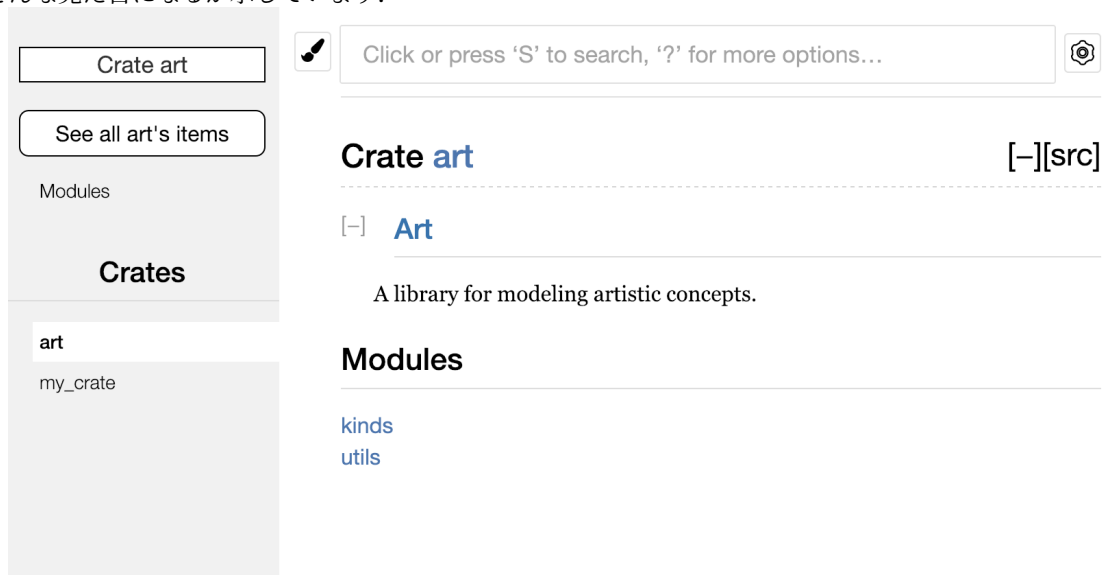 Crate art
See all art's items
Modules
Crates
art
my_crate
Click or press ‘S’ to search, ‘?’ for more options…
Crate art
[–][src]
[–] Art
A library for modeling artistic concepts.
Modules
kinds
utils